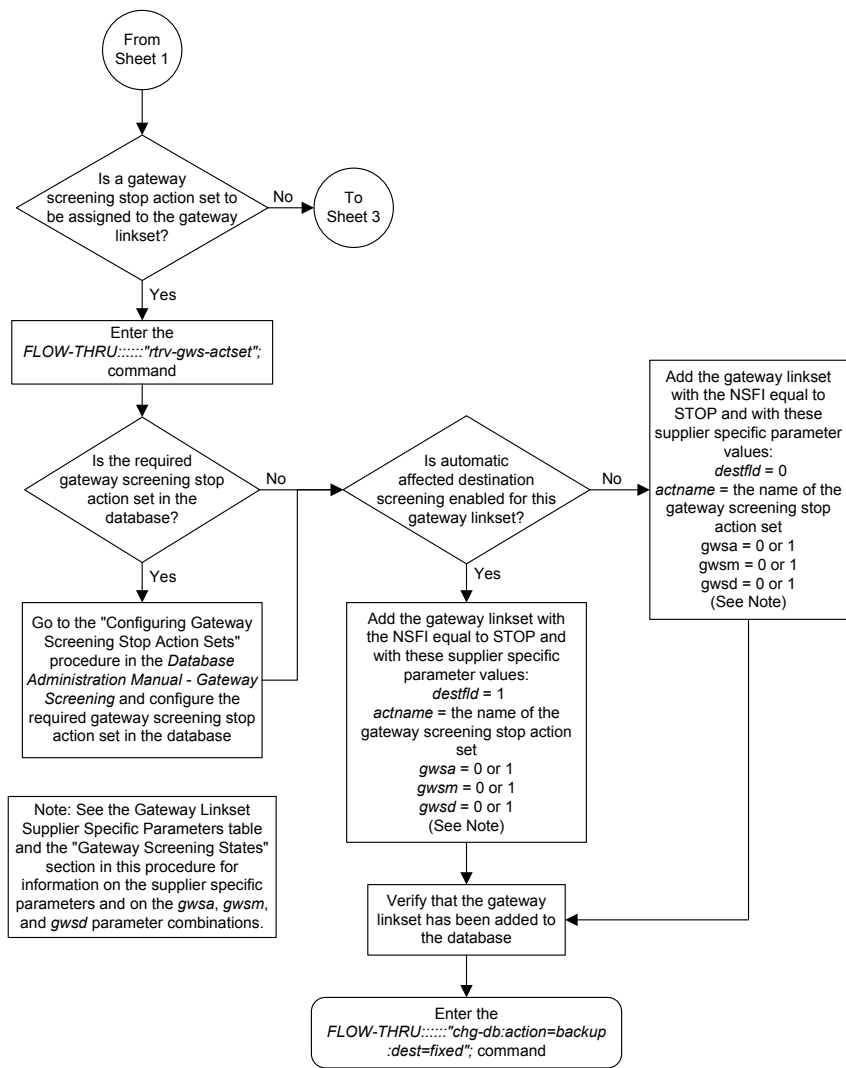 From
Sheet 1
Is a gateway
screening stop action set to
be assigned to the gateway
linkset?
No
To
Sheet 3
Yes
Enter the
FLOW-THRU::::::"rtrv-gws-actset";
command
Is the required
gateway screening stop
action set in the
database?
No
Yes
Go to the "Configuring Gateway
Screening Stop Action Sets"
procedure in the Database
Administration Manual - Gateway
Screening and configure the
required gateway screening stop
action set in the database
Is automatic
affected destination
screening enabled for this
gateway linkset?
No
Yes
Add the gateway linkset
with the NSFI equal to
STOP and with these
supplier specific parameter
values:
destfld = 0
actname = the name of the
gateway screening stop
action set
gwsa = 0 or 1
gwsm = 0 or 1
gwsd = 0 or 1
(See Note)
Add the gateway linkset with
the NSFI equal to STOP and
with these supplier specific
parameter values:
destfld = 1
actname = the name of the
gateway screening stop action
set
gwsa = 0 or 1
gwsm = 0 or 1
gwsd = 0 or 1
(See Note)
Note: See the Gateway Linkset
Supplier Specific Parameters table
and the "Gateway Screening States"
section in this procedure for
information on the supplier specific
parameters and on the gwsa, gwsm,
and gwsd parameter combinations.
Verify that the gateway
linkset has been added to
the database
Enter the
FLOW-THRU::::::"chg-db:action=backup
:dest=fixed"; command